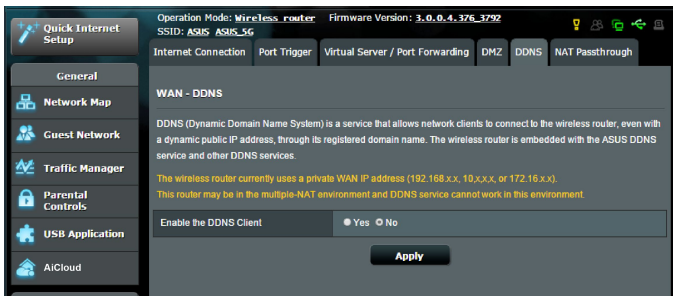 Quick Internet
Setup
Operation Mode: Wireless router Firmware Version: 3.0.0.4.376_3792
SSID: ASUS ASUS_5G
Internet Connection Port Trigger Virtual Server / Port Forwarding DMZ DDNS NAT Passthrough
General
Network Map
Guest Network
Traffic Manager
Parental
Controls
USB Application
AiCloud
WAN - DDNS
DDNS (Dynamic Domain Name System) is a service that allows network clients to connect to the wireless router, even with
a dynamic public IP address, through its registered domain name. The wireless router is embedded with the ASUS DDNS
service and other DDNS services.
The wireless router currently uses a private WAN IP address (192.168.x.x, 10,x,x,x, or 172.16.x.x).
This router may be in the multiple-NAT environment and DDNS service cannot work in this environment.
Enable the DDNS Client Yes No
Apply